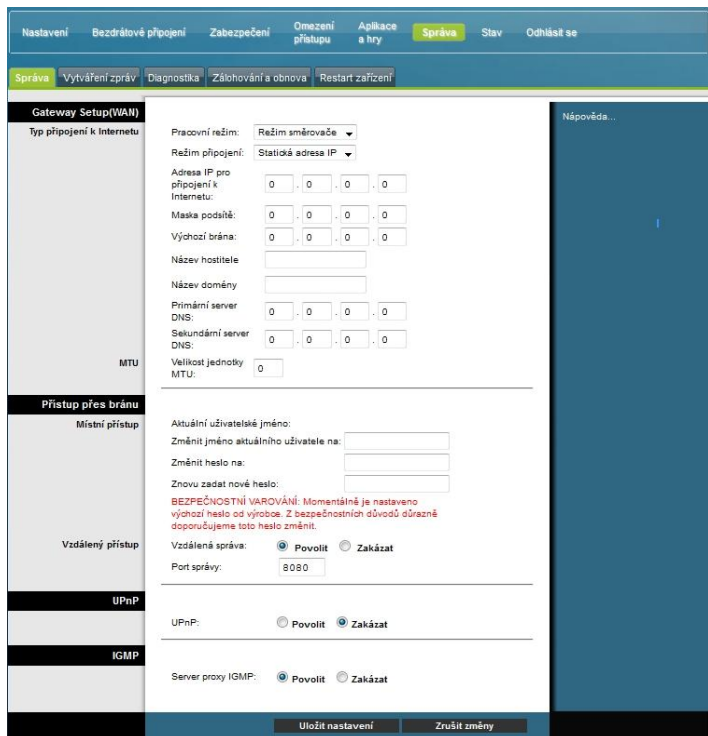 Nastavení
Bezdrátové připojení
Zabezpečení
Omezení
přístupu
Aplikace
a hry
Správa
Stav
Odhlásit se
Správa
Vytváření zpráv
Diagnostika
Zálohování a obnova
Restart zařízení
Gateway Setup(WAN)
Nápověda...
Typ připojení k Internetu
Pracovní režim: Režim směrovače
Režim připojení: Statická adresa IP
Adresa IP pro
připojení k
Internetu:
0 . 0 . 0 . 0
Maska podsítě: 0 . 0 . 0 . 0
Výchozí brána: 0 . 0 . 0 . 0
Název hostitele
Název domény
Primární server
DNS:
0 . 0 . 0 . 0
Sekundární server
DNS:
0 . 0 . 0 . 0
MTU
Velikost jednotky
MTU:
0
Přístup přes bránu
Místní přístup
Aktuální uživatelské jméno:
Změnit jméno aktuálního uživatele na:
Změnit heslo na:
Znovu zadat nové heslo:
BEZPEČNOSTNÍ VAROVÁNÍ: Momentálně je nastaveno
výchozí heslo od výrobce. Z bezpečnostních důvodů důrazně
doporučujeme toto heslo změnit.
Vzdálený přístup
Vzdálená správa: Povolit Zakázat
Port správy: 8080
UPnP
UPnP: Povolit Zakázat
IGMP
Server proxy IGMP: Povolit Zakázat
Uložit nastavení
Zrušit změny